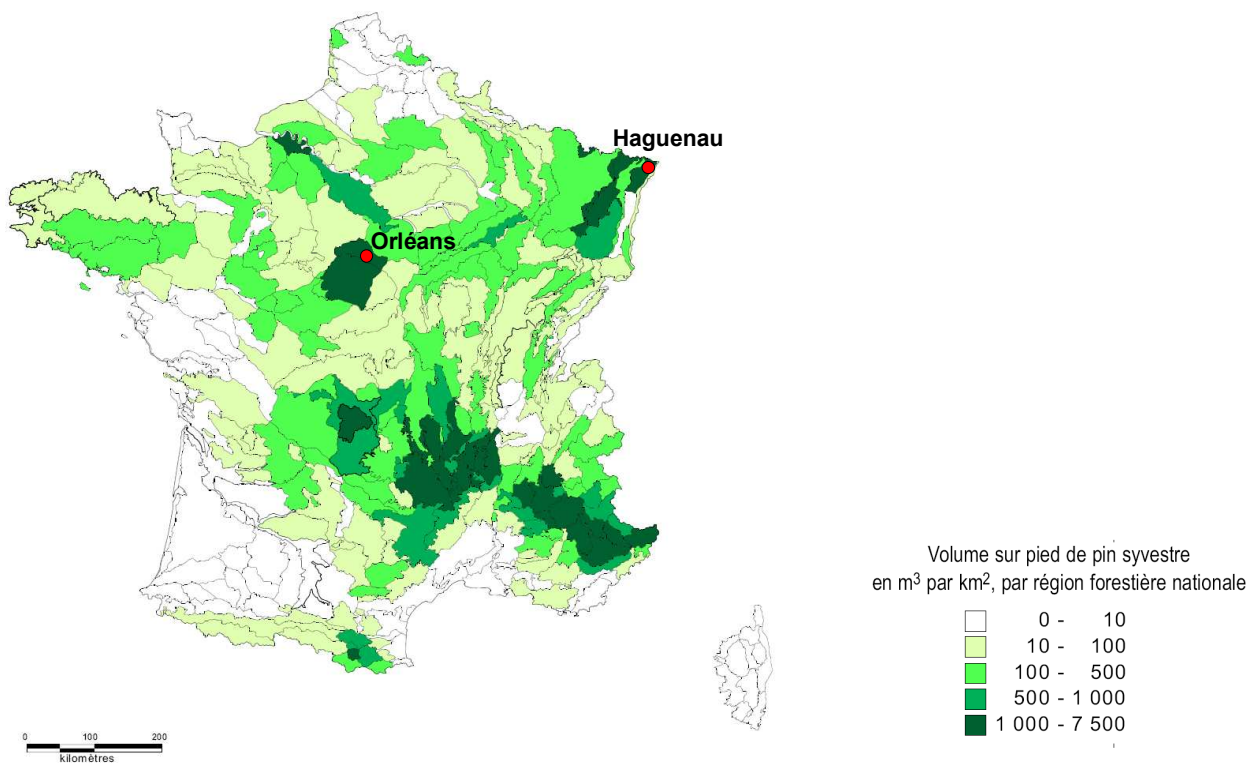 Haguenau
Orléans
Volume sur pied de pin syvestre
en m³ par km², par région forestière nationale
0 - 10
10 - 100
100 - 500
500 - 1 000
1 000 - 7 500
0 100 200
kilomètres